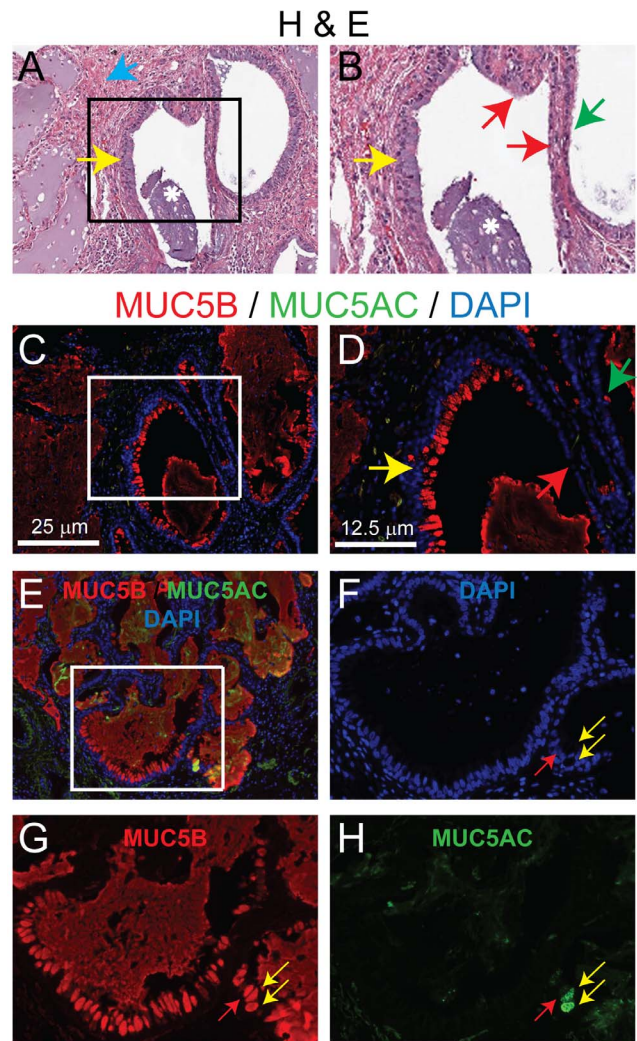 H & E
A
B
MUC5B / MUC5AC / DAPI
C
D
25 µm
12.5 µm
E
MUC5B MUC5AC
DAPI
F
DAPI
G
MUC5B
H
MUC5AC